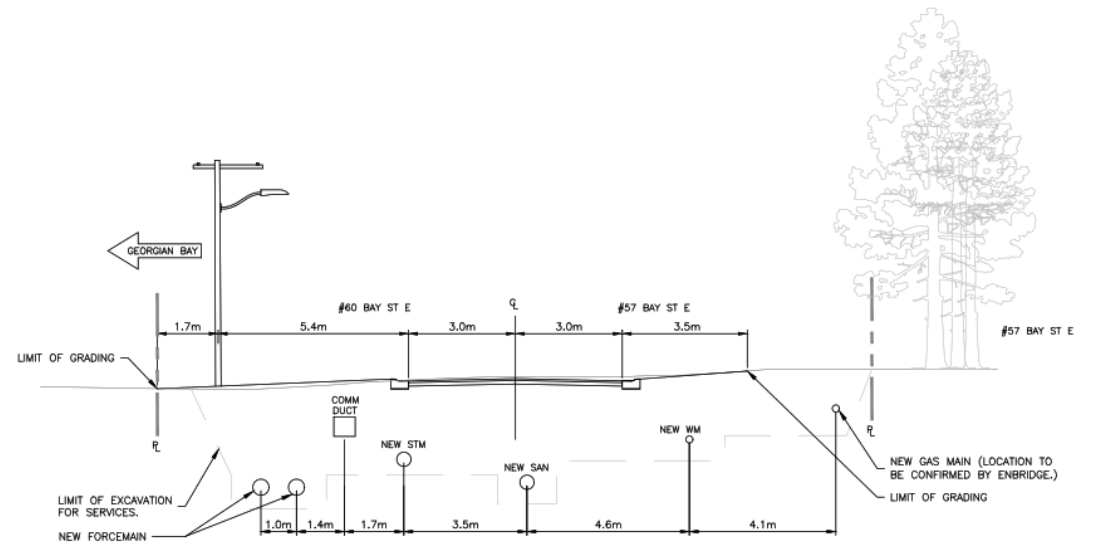 GEORGIAN BAY
#60 BAY ST E
℄
#57 BAY ST E
1.7m
5.4m
3.0m
3.0m
3.5m
#57 BAY ST E
LIMIT OF GRADING
COMM
DUCT
NEW STM
NEW SAN
NEW WM
℄
℄
NEW GAS MAIN (LOCATION TO
BE CONFIRMED BY ENBRIDGE.)
LIMIT OF GRADING
LIMIT OF EXCAVATION
FOR SERVICES.
NEW FORCEMAIN
1.0m
1.4m
1.7m
3.5m
4.6m
4.1m